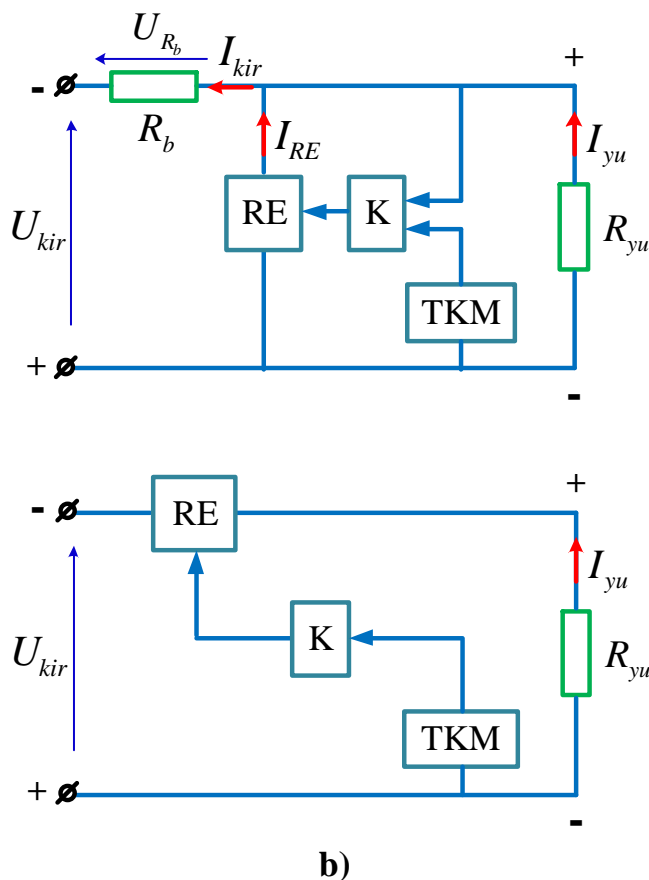 U_{R_b} I_{kir} +
-
R_b I_{RE} I_{yu}
RE K
U_{kir} R_{yu}
TKM
+
-
+
- RE
I_{yu}
K
U_{kir} R_{yu}
TKM
+
-
b)